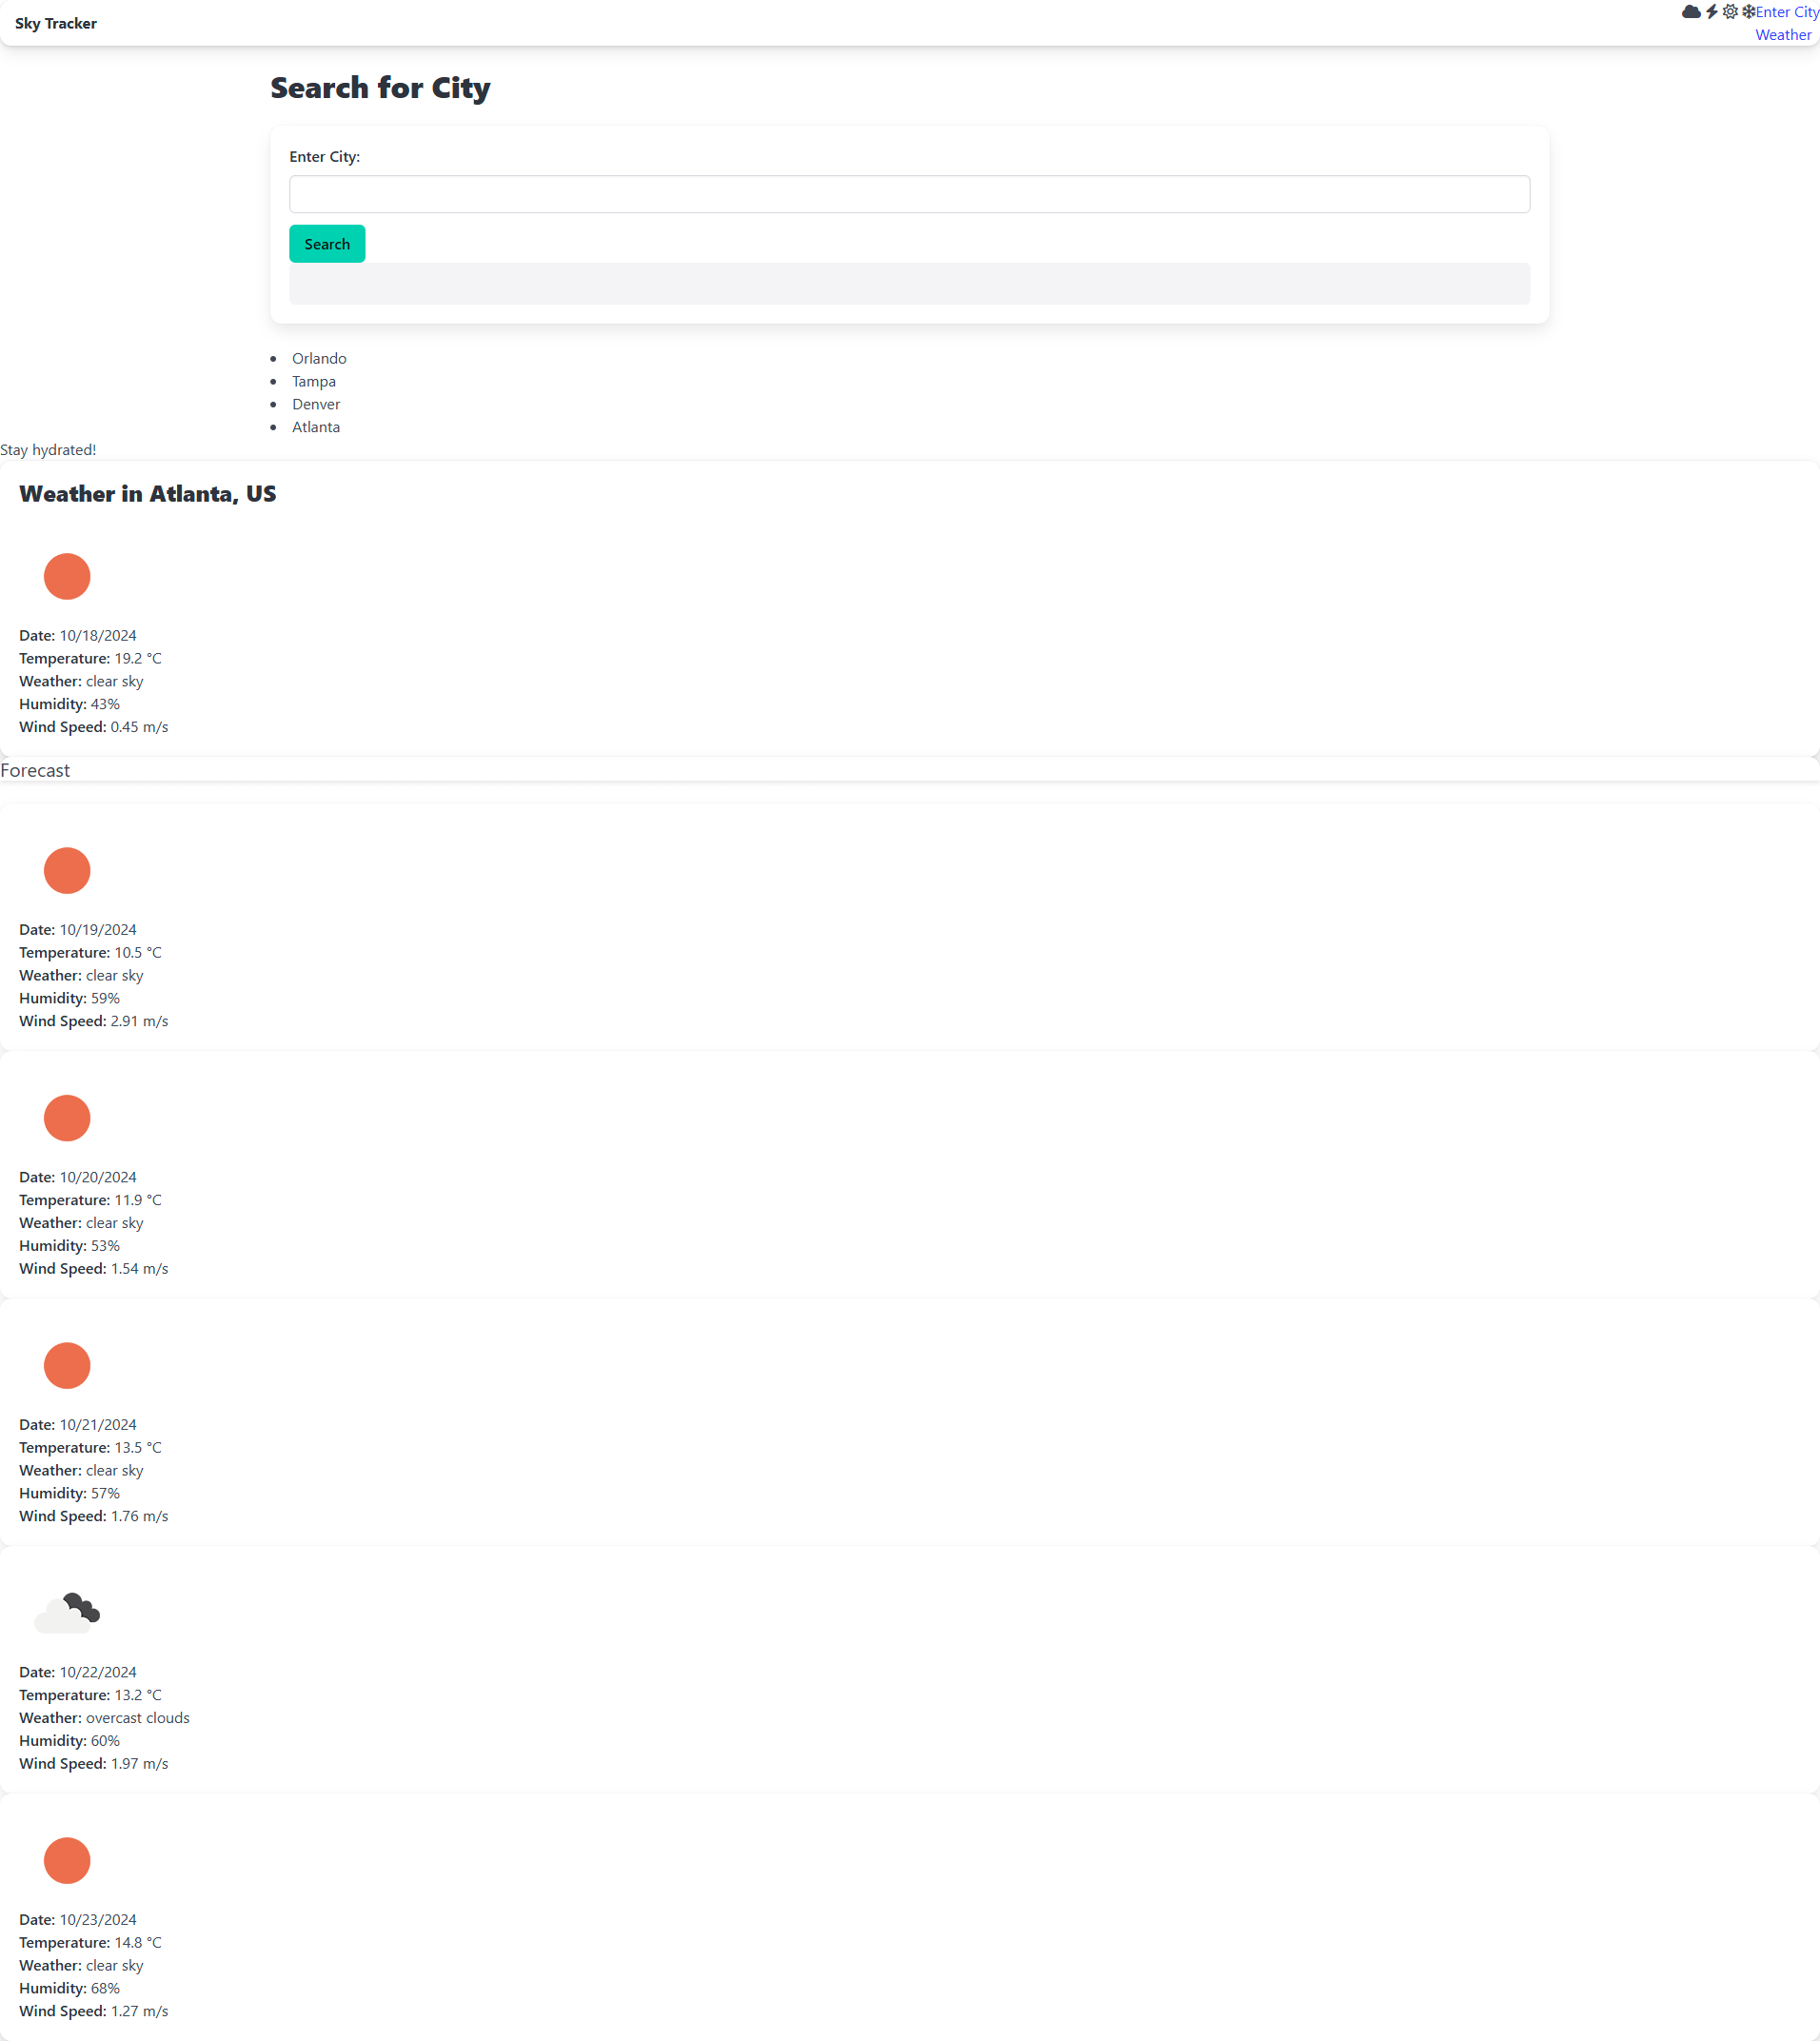 Sky Tracker
Enter City
Weather
Search for City
Enter City:
Search
Orlando
Tampa
Denver
Atlanta
Stay hydrated!
Weather in Atlanta, US
Date: 10/18/2024
Temperature: 19.2 °C
Weather: clear sky
Humidity: 43%
Wind Speed: 0.45 m/s
Forecast
Date: 10/19/2024
Temperature: 10.5 °C
Weather: clear sky
Humidity: 59%
Wind Speed: 2.91 m/s
Date: 10/20/2024
Temperature: 11.9 °C
Weather: clear sky
Humidity: 53%
Wind Speed: 1.54 m/s
Date: 10/21/2024
Temperature: 13.5 °C
Weather: clear sky
Humidity: 57%
Wind Speed: 1.76 m/s
Date: 10/22/2024
Temperature: 13.2 °C
Weather: overcast clouds
Humidity: 60%
Wind Speed: 1.97 m/s
Date: 10/23/2024
Temperature: 14.8 °C
Weather: clear sky
Humidity: 68%
Wind Speed: 1.27 m/s